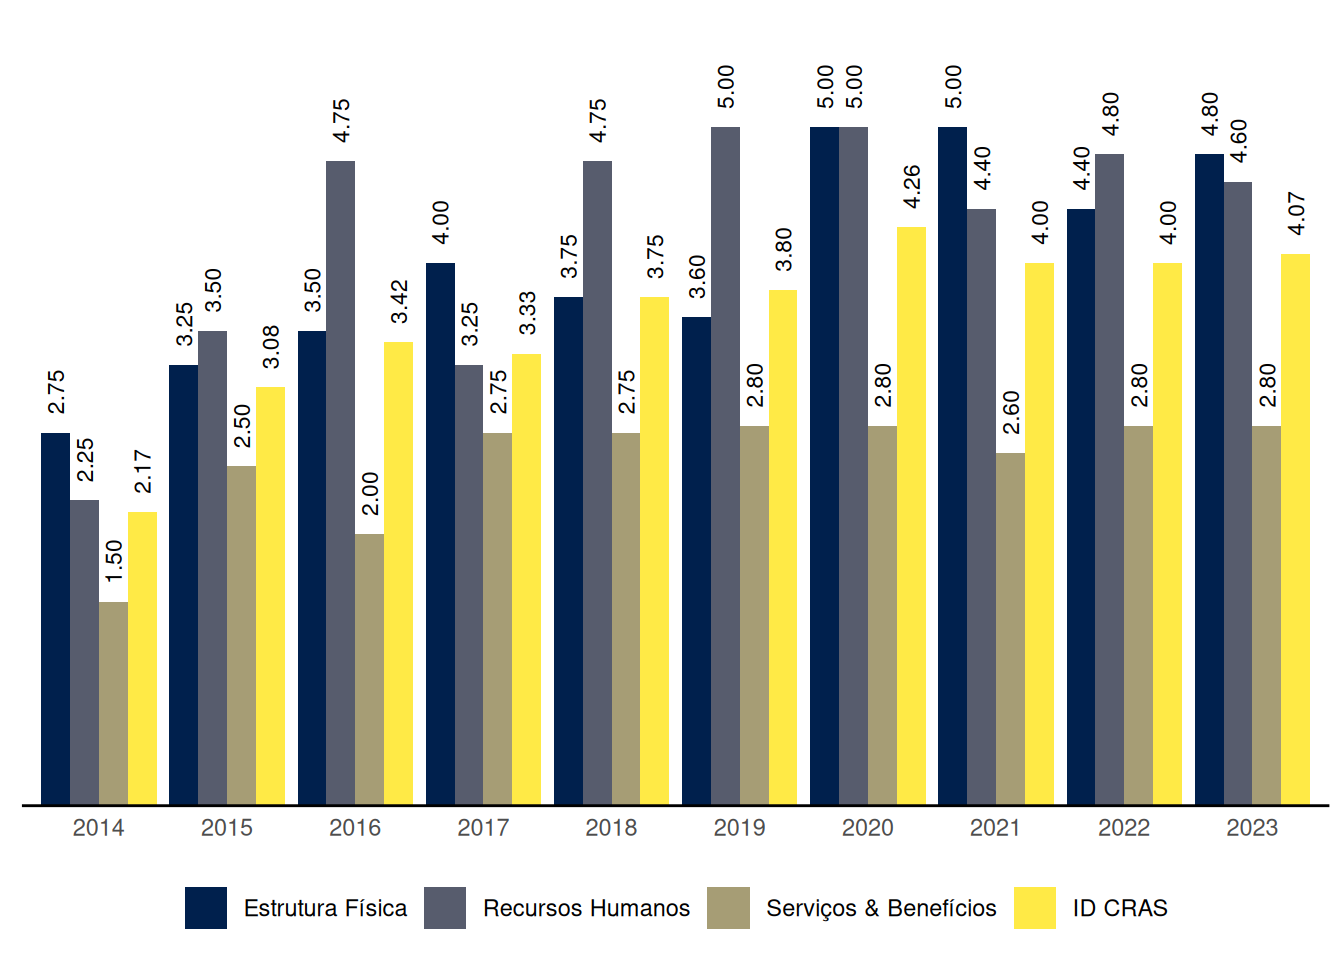 2.75 2.25 1.50 2.17
3.25 3.50 2.50 3.08
3.50 4.75 2.00 3.42
4.00 3.25 2.75 3.33
3.75 4.75 2.75 3.75
3.60 5.00 2.80 3.80
5.00 5.00 2.80 4.26
5.00 4.40 2.60 4.00
4.40 4.80 2.80 4.00
4.80 4.60 2.80 4.07
2014 2015 2016 2017 2018 2019 2020 2021 2022 2023
Estrutura Física Recursos Humanos Serviços & Benefícios ID CRAS